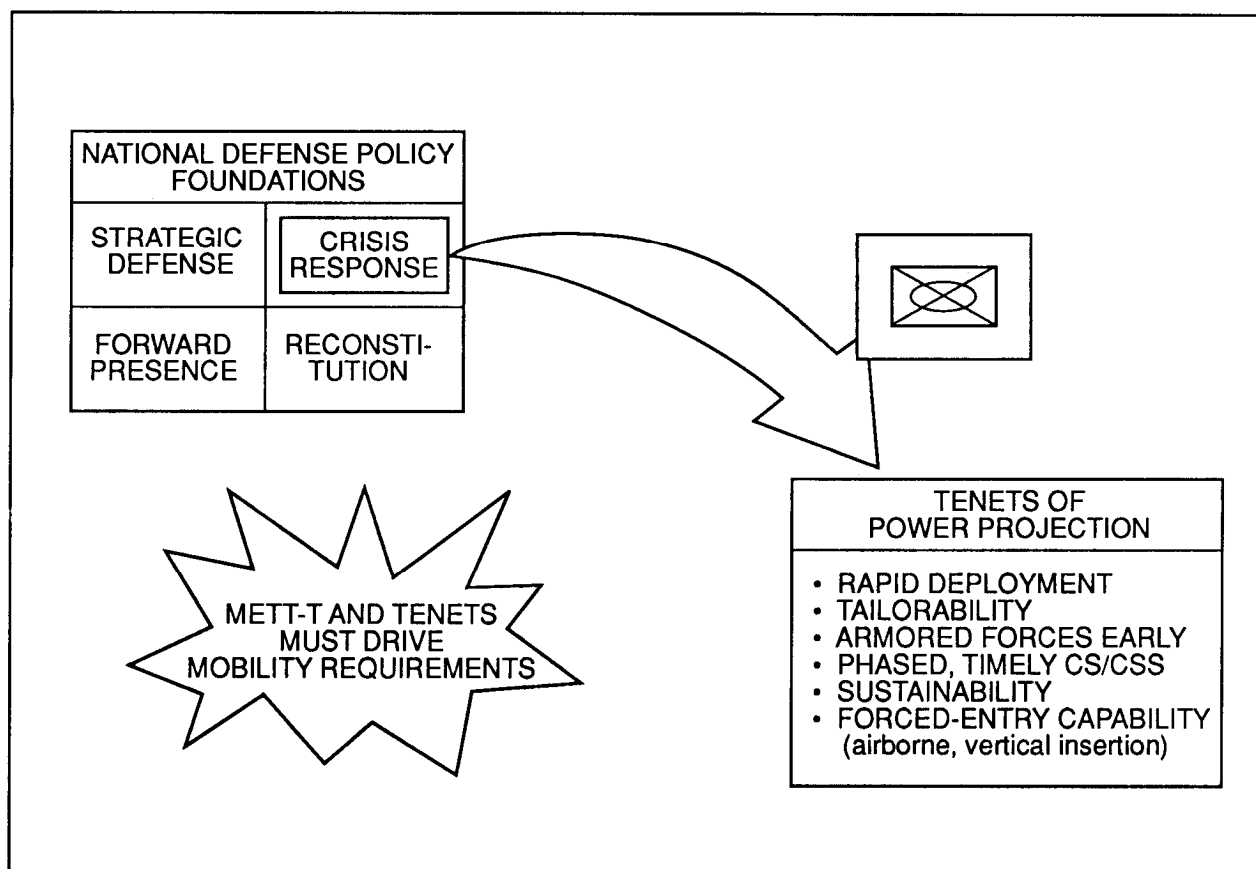 NATIONAL DEFENSE POLICY
FOUNDATIONS
STRATEGIC
DEFENSE
CRISIS
RESPONSE
FORWARD
PRESENCE
RECONSTI-
TUTION
METT-T AND TENETS
MUST DRIVE
MOBILITY REQUIREMENTS
TENETS OF
POWER PROJECTION
• RAPID DEPLOYMENT
• TAILORABILITY
• ARMORED FORCES EARLY
• PHASED, TIMELY CS/CSS
• SUSTAINABILITY
• FORCED-ENTRY CAPABILITY
(airborne, vertical insertion)